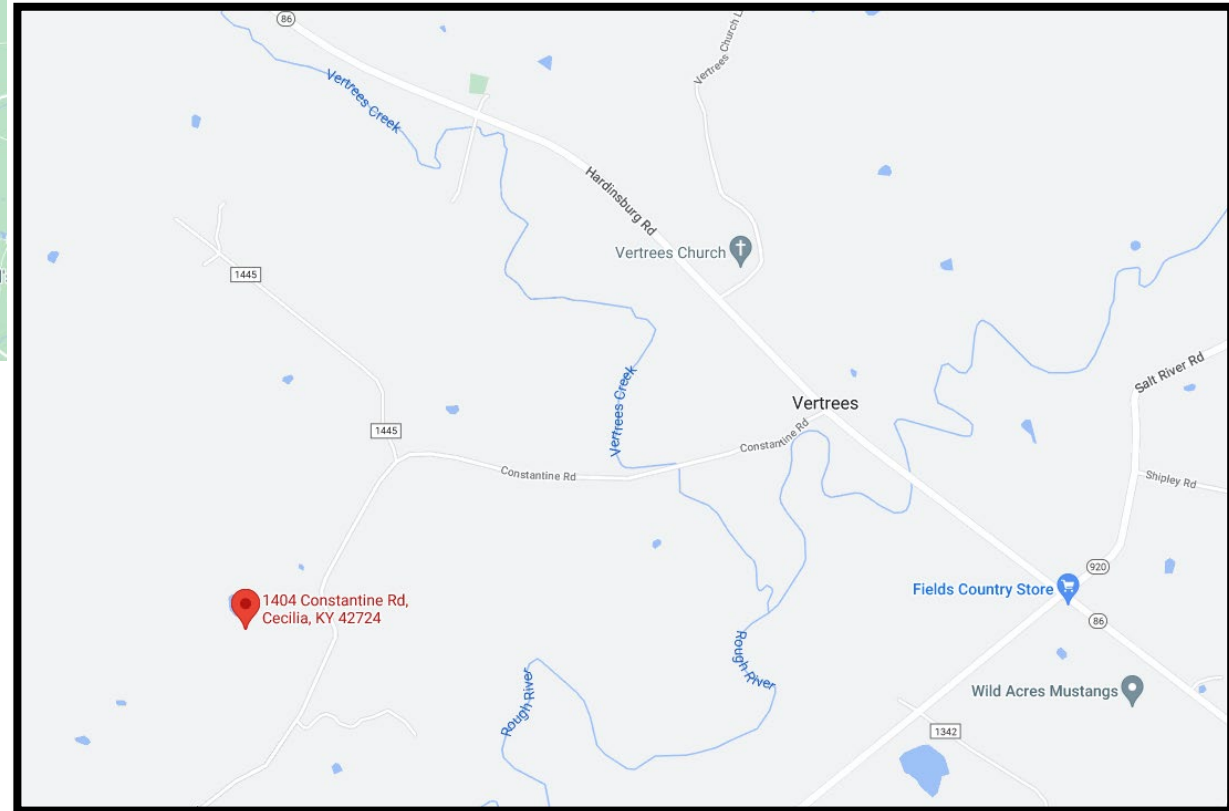 86
Vertrees Creek
Vertrees Church L
Hardinsburg Rd
Vertrees Church
1445
Salt River Rd
Vertrees Creek
Vertrees
1445
Constantine Rd
Constantine Rd
Shipley Rd
920
Fields Country Store
1404 Constantine Rd,
Cecilia, KY 42724
86
Rough River
Rough River
Wild Acres Mustangs
1342